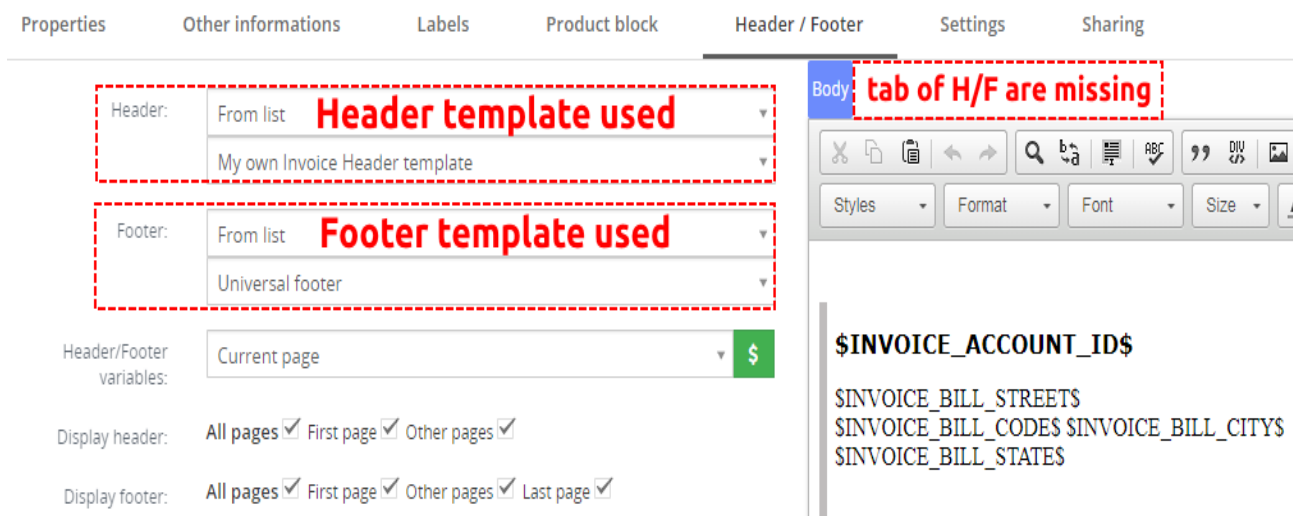 Properties Other informations Labels Product block Header / Footer Settings Sharing
Body tab of H/F are missing
Header: From list Header template used
My own Invoice Header template
Footer: From list Footer template used
Universal footer
Header/Footer
variables: Current page $
Display header: All pages First page Other pages
Display footer: All pages First page Other pages Last page
ABC
DIV
Styles Format Font Size
$INVOICE_ACCOUNT_ID$
$INVOICE_BILL_STREET$
$INVOICE_BILL_CODE$ $INVOICE_BILL_CITY$
$INVOICE_BILL_STATE$